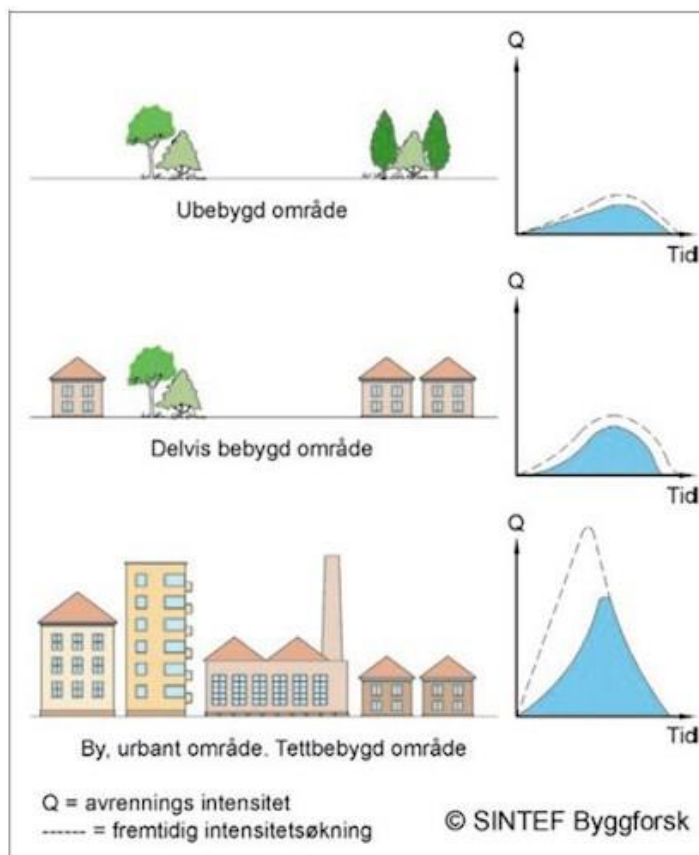 Q
Ubebygd område
Tid
Q
Delvis bebygd område
Tid
Q
By, urbant område. Tettbebygd område
Tid
Q = avrennings intensitet
----- = fremtidig intensitetsøkning
© SINTEF Byggforsk